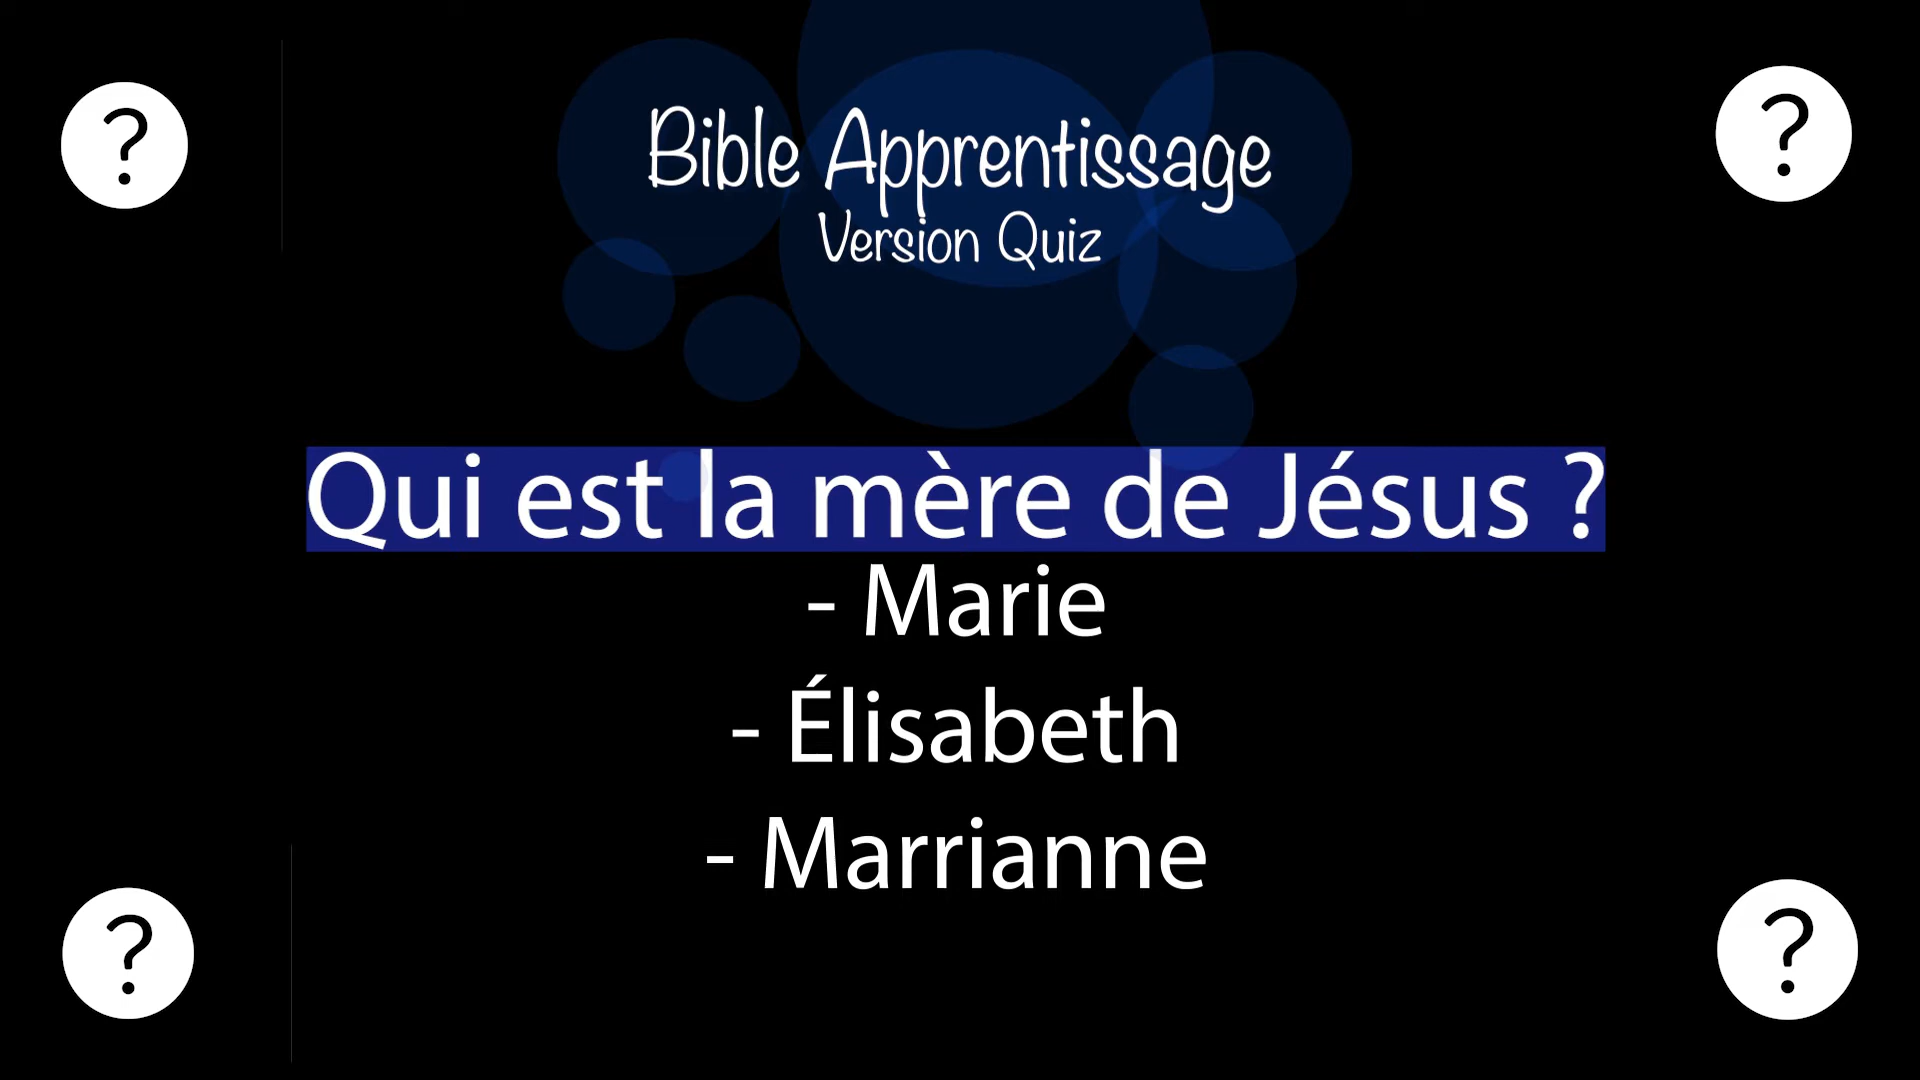 ?
?
Bible Apprentissage
Version Quiz
Qui est la mère de Jésus ?
- Marie
- Élisabeth
- Marrianne
?
?